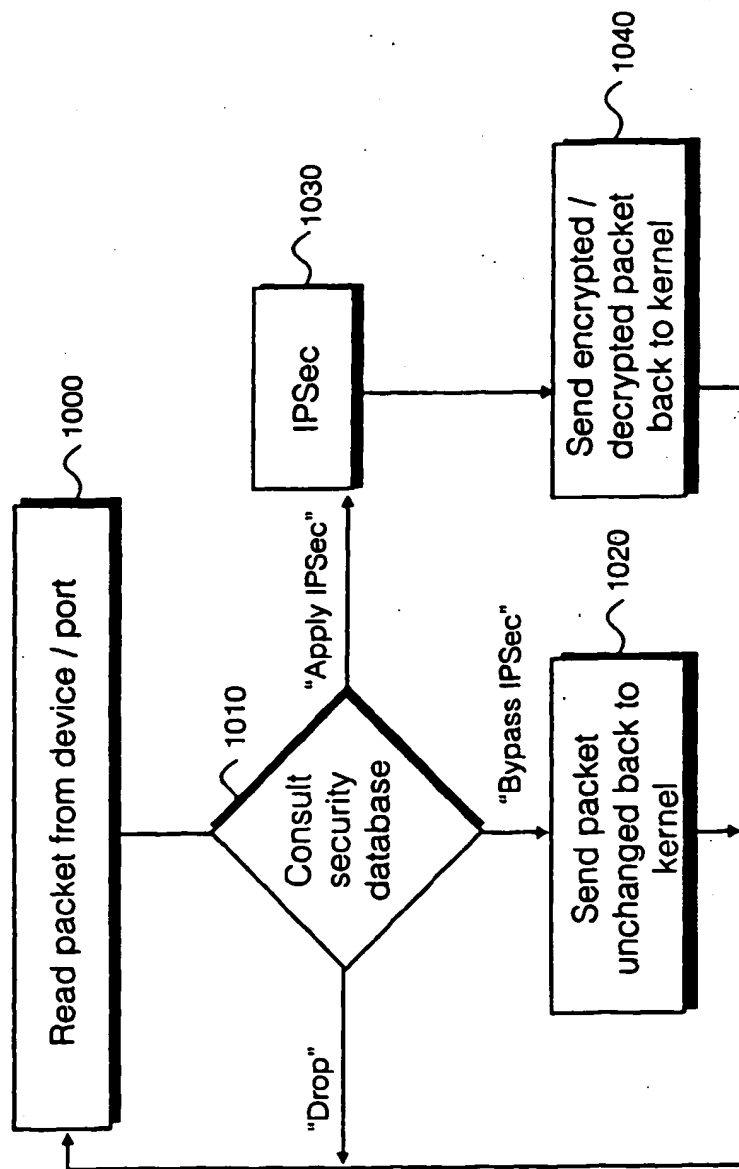 Read packet from device / port
1000
Consult
security
database
1010
"Drop"
"Apply IPSec"
"Bypass IPSec"
IPSec
1030
Send packet
unchanged back to
kernel
1020
Send encrypted /
decrypted packet
back to kernel
1040